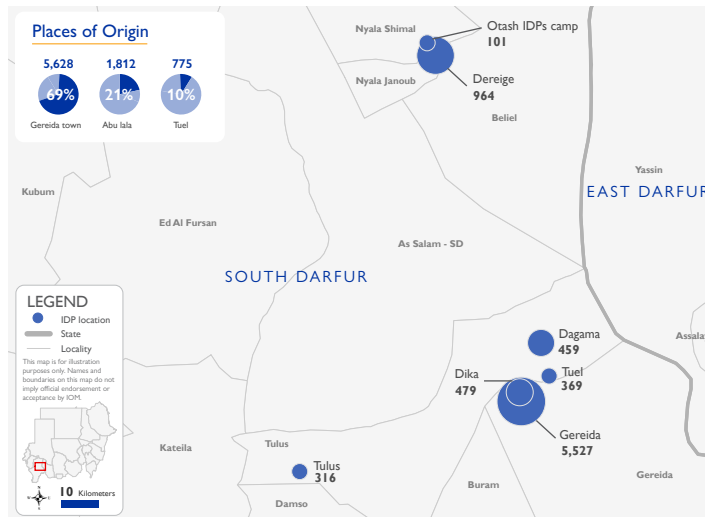 Places of Origin
5,628
1,812
775
69%
21%
10%
Gereida town
Abu lala
Tuel
Nyala Shimal
Otash IDPs camp
101
Nyala Janoub
Dereige
964
Beliel
Yassin
Kubum
EAST DARFUR
Ed Al Fursan
As Salam - SD
SOUTH DARFUR
LEGEND
IDP location
State
Locality
This map is for illustration
purposes only. Names and
boundaries on this map do not
imply official endorsement or
acceptance by IOM.
10 Kilometers
Dagama
459
Assala
Dika
479
Tuel
369
Gereida
5,527
Kateila
Tulus
Tulus
316
Buram
Gereida
Damso